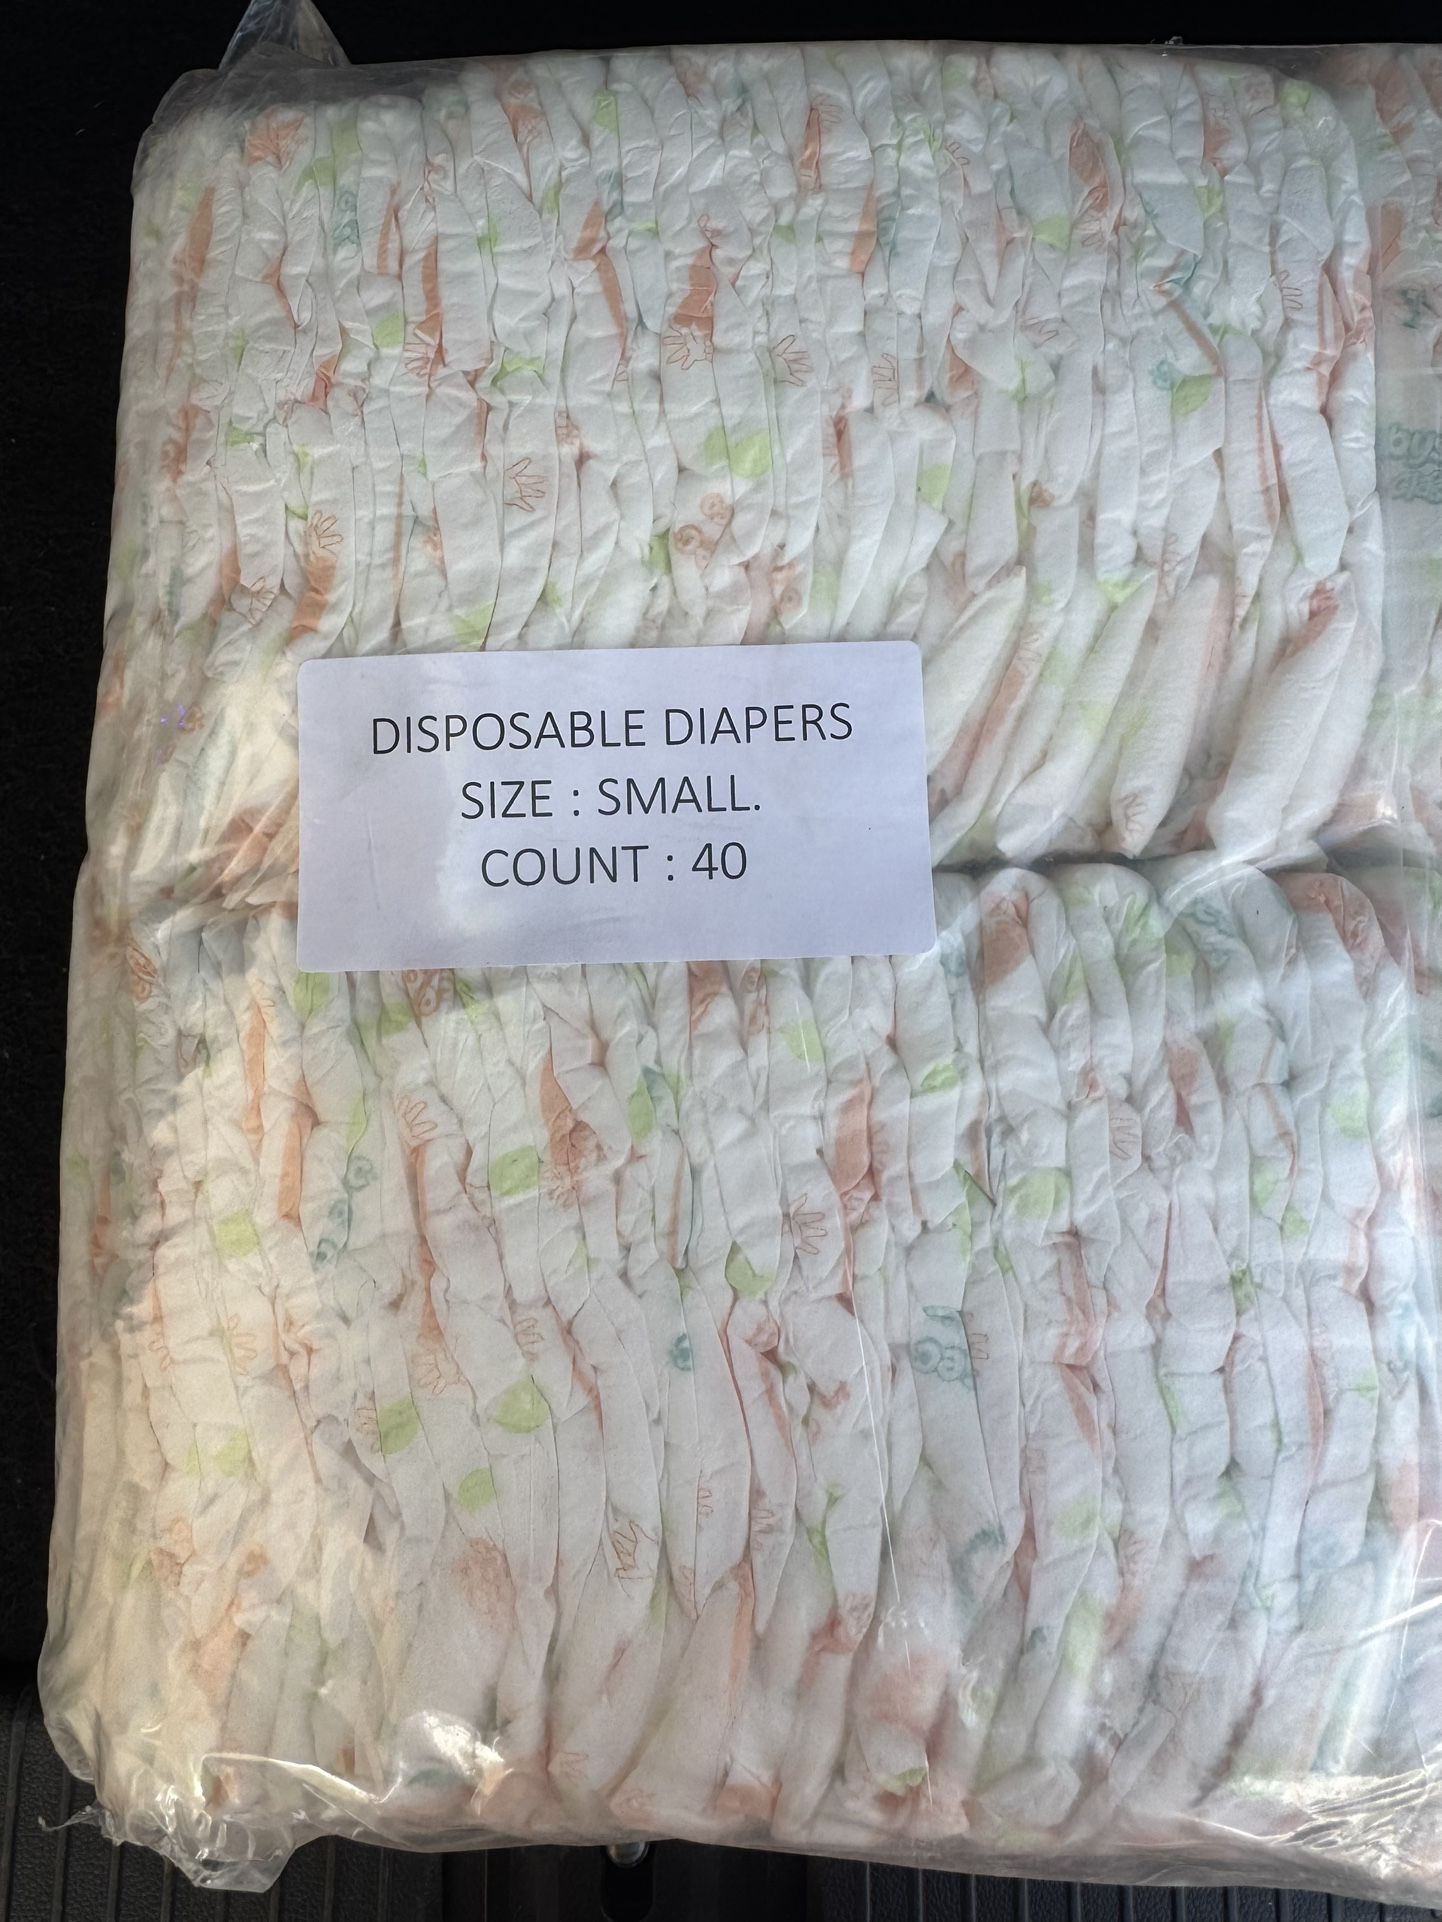 DISPOSABLE DIAPERS
SIZE : SMALL.
COUNT : 40